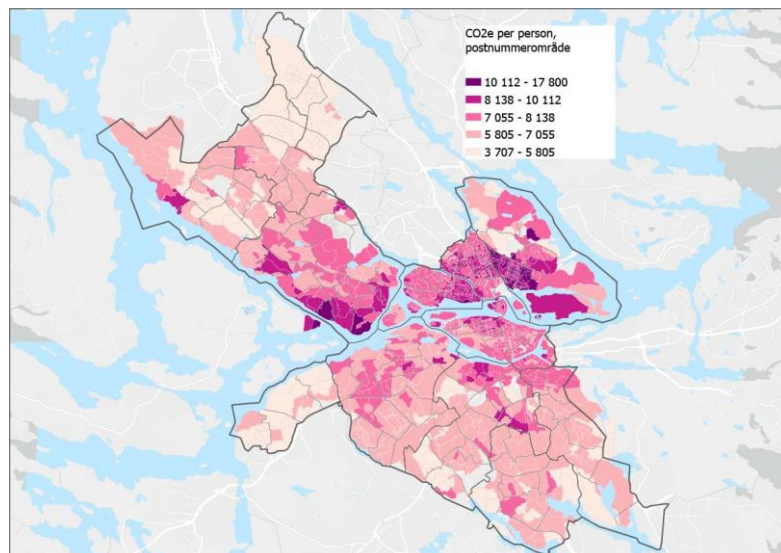 CO2e per person,
postnummerområde
10 112 - 17 800
8 138 - 10 112
7 055 - 8 138
5 805 - 7 055
3 707 - 5 805